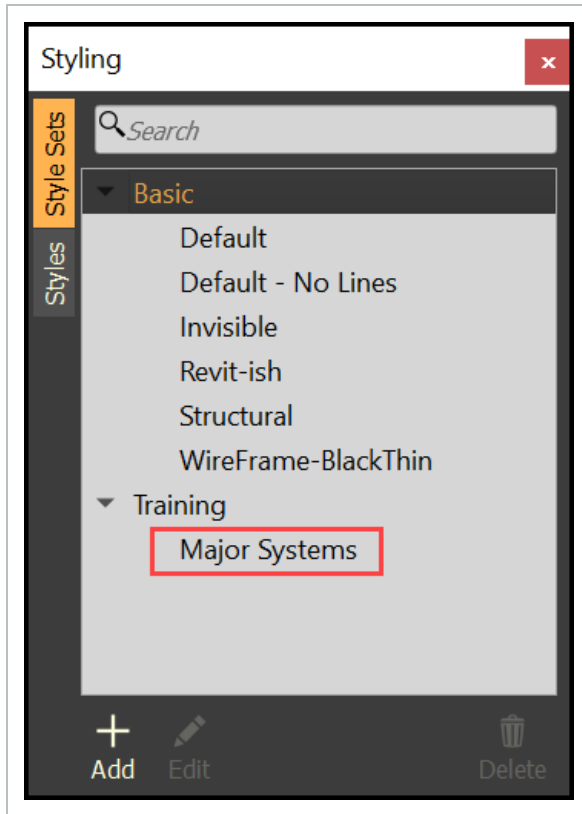 Styling
x
Style Sets
Styles
Search
Basic
Default
Default - No Lines
Invisible
Revit-ish
Structural
WireFrame-BlackThin
Training
Major Systems
Add Edit Delete